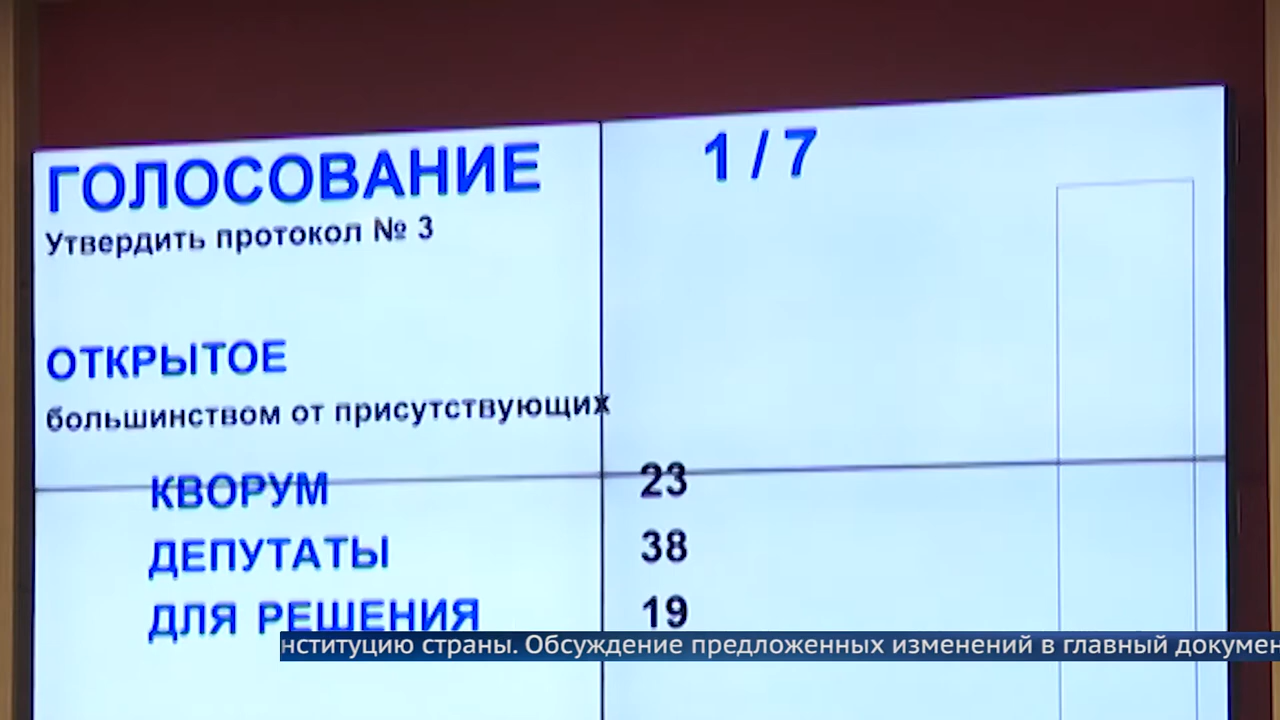 ГОЛОСОВАНИЕ 1 / 7
Утвердить протокол № 3
ОТКРЫТОЕ
большинством от присутствующих
КВОРУМ 23
ДЕПУТАТЫ 38
ДЛЯ РЕШЕНИЯ 19
нституцию страны. Обсуждение предложенных изменений в главный докумен